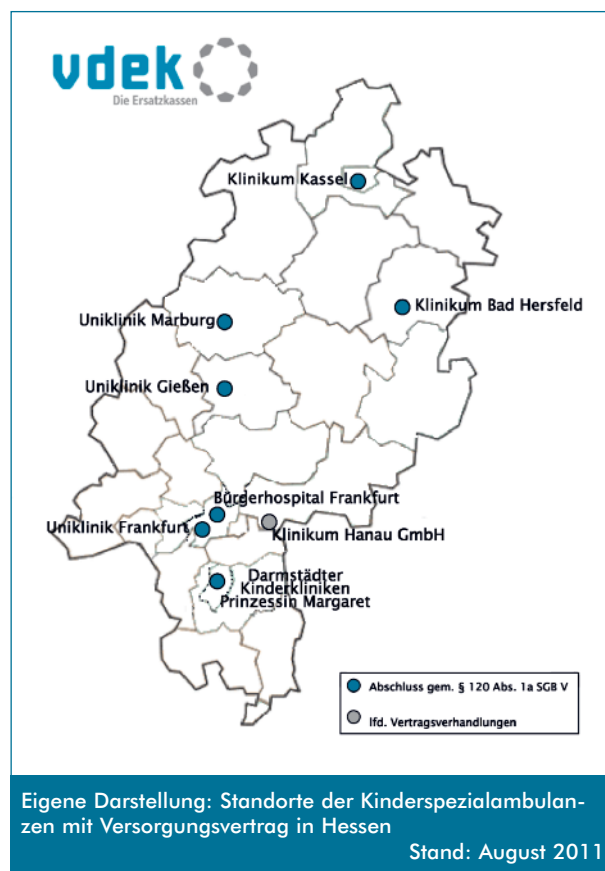 vdek
Die Ersatzkassen
Klinikum Kassel
Klinikum Bad Hersfeld
Uniklinik Marburg
Uniklinik Gießen
Bürgerhospital Frankfurt
Uniklinik Frankfurt
Klinikum Hanau GmbH
Darmstädter
Kinderkliniken
Prinzessin Margaret
Abschluss gem. § 120 Abs. 1a SGB V
lfd. Vertragsverhandlungen
Eigene Darstellung: Standorte der Kinderspezialambulan-
zen mit Versorgungsvertrag in Hessen
Stand: August 2011